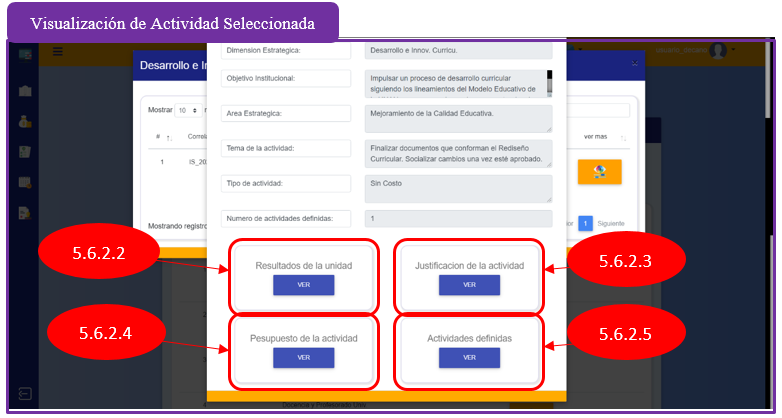 Visualización de Actividad Seleccionada
Dimension Estrategica:
Desarrollo e Innov. Curricu.
Desarrollo e In
Objetivo Institucional:
Impulsar un proceso de desarrollo curricular
siguiendo los lineamientos del Modelo Educativo de
Mostrar 10
Area Estrategica:
Mejoramiento de la Calidad Educativa.
# Correla
ver mas
Tema de la actividad:
Finalizar documentos que conforman el Rediseño
Curricular. Socializar cambios una vez esté aprobado.
1 IS_20
Tipo de actividad:
Sin Costo
Numero de actividades definidas:
1
Mostrando registro
or 1 Siguiente
5.6.2.2
Resultados de la unidad
VER
Justificacion de la actividad
VER
5.6.2.3
5.6.2.4
Pesupuesto de la actividad
VER
Actividades definidas
VER
5.6.2.5
Docencia y Profesorado Univ.